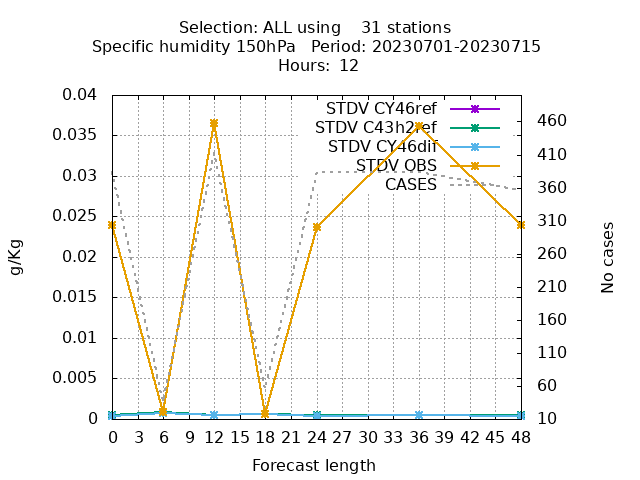 Selection: ALL using    31 stations
Specific humidity 150hPa   Period: 20230701-20230715
Hours:  12
STDV CY46ref
STDV C43h2ref
STDV CY46dif
STDV OBS
CASES
g/Kg
0.04
0.035
0.03
0.025
0.02
0.015
0.01
0.005
0
No cases
460
410
360
310
260
210
160
110
60
10
0 3 6 9 12 15 18 21 24 27 30 33 36 39 42 45 48
Forecast length